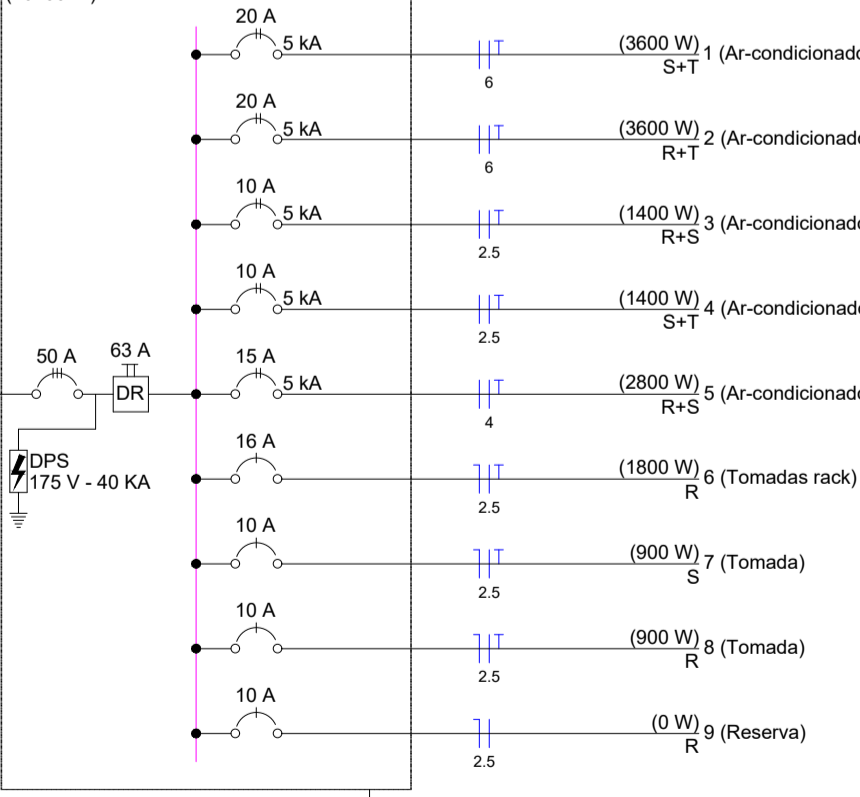 20 A
5 kA
(3600 W)
S+T
1 (Ar-condicionado
6
20 A
5 kA
(3600 W)
R+T
2 (Ar-condicionado
6
10 A
5 kA
(1400 W)
R+S
3 (Ar-condicionado
2.5
10 A
5 kA
(1400 W)
S+T
4 (Ar-condicionado
2.5
50 A
63 A
DR
15 A
5 kA
(2800 W)
R+S
5 (Ar-condicionado
4
DPS
175 V - 40 KA
16 A
(1800 W)
R
6 (Tomadas rack)
2.5
10 A
(900 W)
S
7 (Tomada)
2.5
10 A
(900 W)
R
8 (Tomada)
2.5
10 A
(0 W)
R
9 (Reserva)
2.5